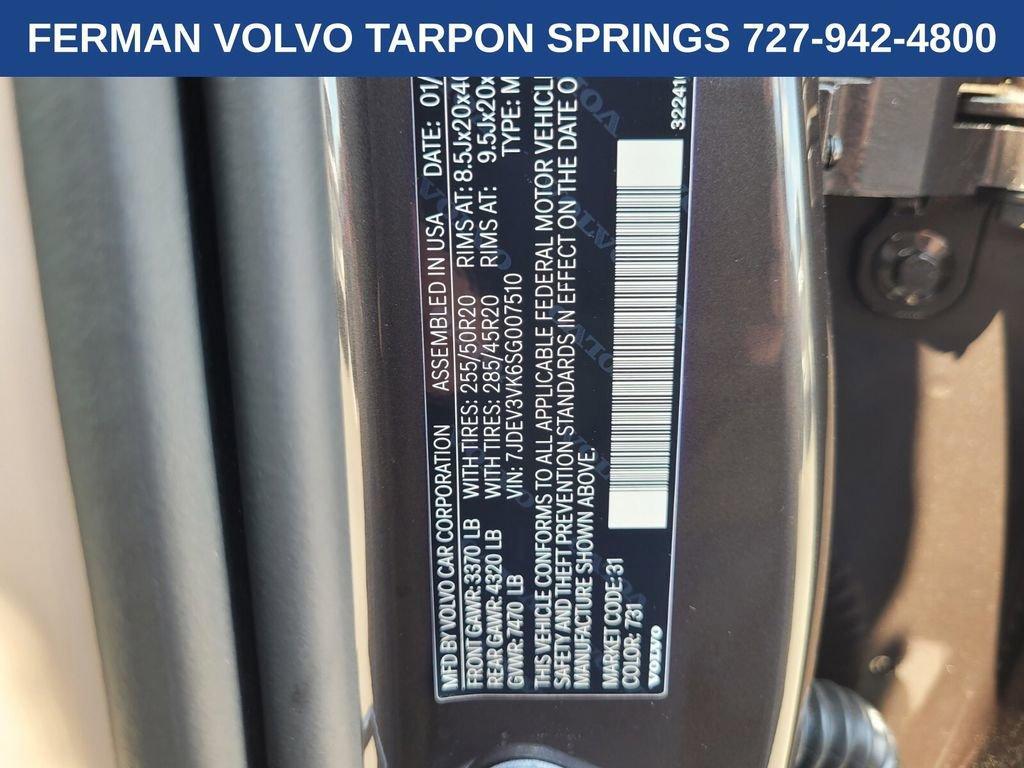 FERMAN VOLVO TARPON SPRINGS 727-942-4800
MFD BY VOLVO CAR CORPORATION ASSEMBLED IN USA DATE: 01/
FRONT GAWR: 3370 LB WITH TIRES: 255/50R20 RIMS AT: 8.5Jx20x40
REAR GAWR: 4320 LB WITH TIRES: 285/45R20 RIMS AT: 9.5Jx20x
GVWR: 7470 LB VIN: 7JDEV3VK6SG007510 TYPE: M
THIS VEHICLE CONFORMS TO ALL APPLICABLE FEDERAL MOTOR VEHICLE
SAFETY AND THEFT PREVENTION STANDARDS IN EFFECT ON THE DATE O
MANUFACTURE SHOWN ABOVE.
MARKET CODE: 31
COLOR: 731
VOLVO